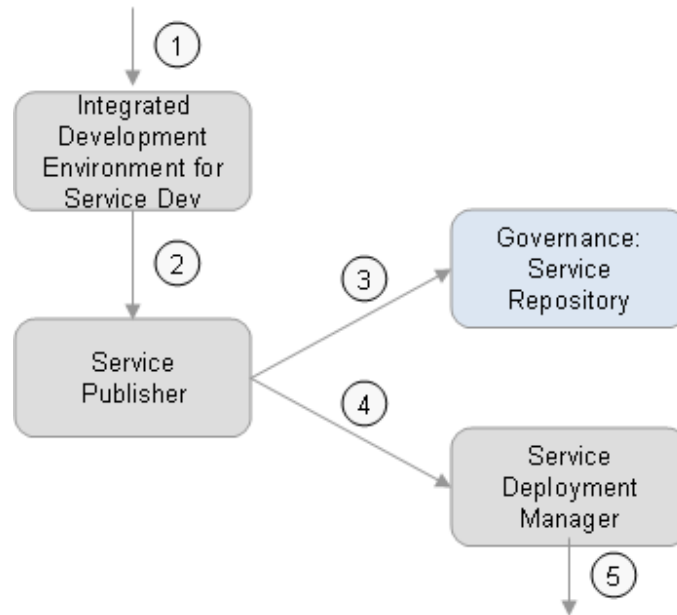 1
Integrated
Development
Environment for
Service Dev
2
Governance:
Service
Repository
3
Service
Publisher
4
Service
Deployment
Manager
5